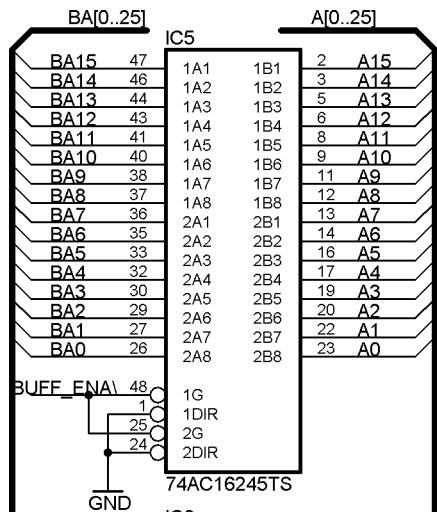 BA[0..25] A[0..25]
IC5
BA15 47 1A1 1B1 2 A15
BA14 46 1A2 1B2 3 A14
BA13 44 1A3 1B3 5 A13
BA12 43 1A4 1B4 6 A12
BA11 41 1A5 1B5 8 A11
BA10 40 1A6 1B6 9 A10
BA9 38 1A7 1B7 11 A9
BA8 37 1A8 1B8 12 A8
BA7 36 2A1 2B1 13 A7
BA6 35 2A2 2B2 14 A6
BA5 33 2A3 2B3 16 A5
BA4 32 2A4 2B4 17 A4
BA3 30 2A5 2B5 19 A3
BA2 29 2A6 2B6 20 A2
BA1 27 2A7 2B7 22 A1
BA0 26 2A8 2B8 23 A0
BUFF_ENA\ 48 1G
1 1DIR
25 2G
24 2DIR
74AC16245TS
GND